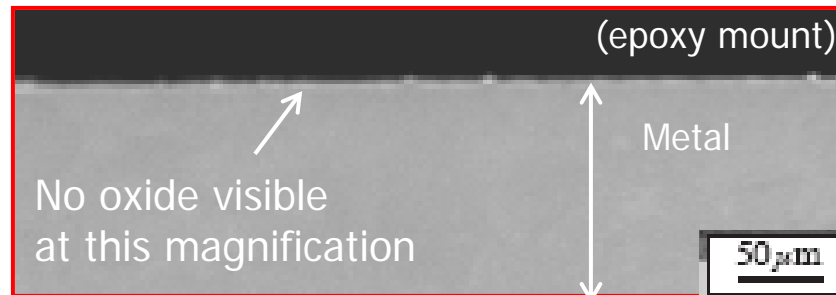 (epoxy mount)
Metal
No oxide visible
at this magnification
50 μm